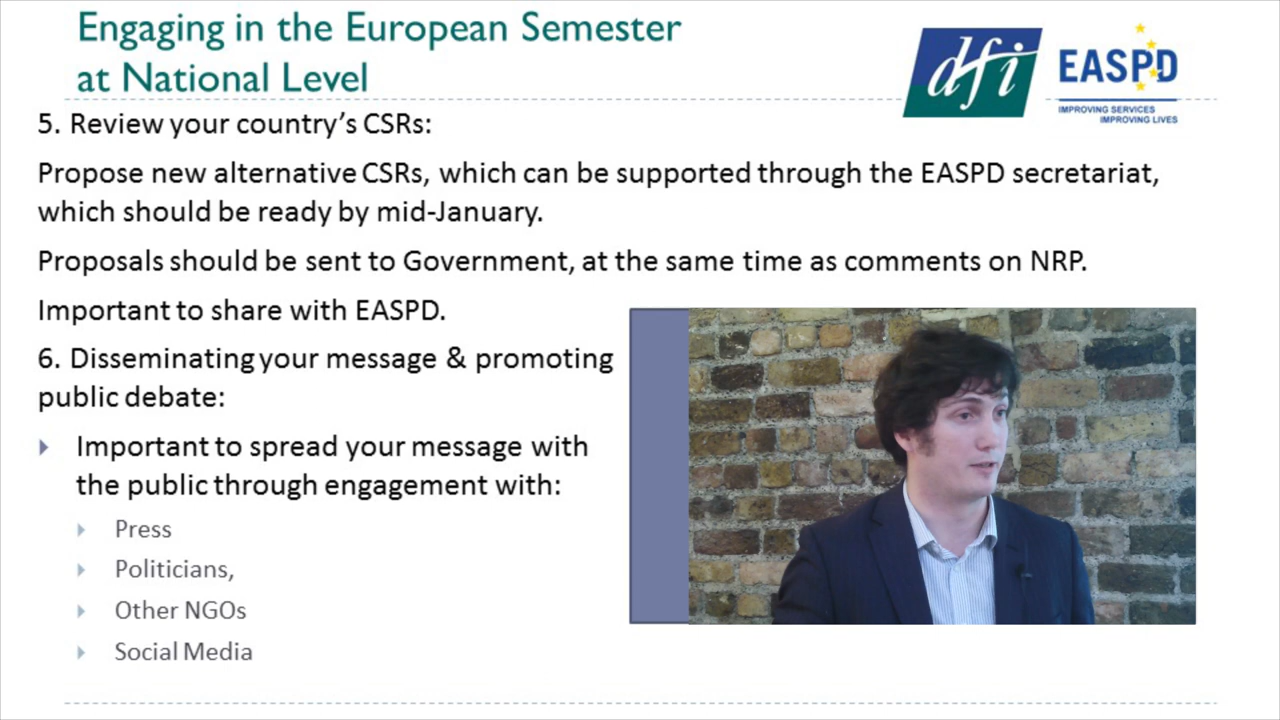 Engaging in the European Semester
at National Level
dfi
EASPD
IMPROVING SERVICES
IMPROVING LIVES
5. Review your country’s CSRs:
Propose new alternative CSRs, which can be supported through the EASPD secretariat,
which should be ready by mid-January.
Proposals should be sent to Government, at the same time as comments on NRP.
Important to share with EASPD.
6. Disseminating your message & promoting
public debate:
Important to spread your message with
the public through engagement with:
Press
Politicians,
Other NGOs
Social Media